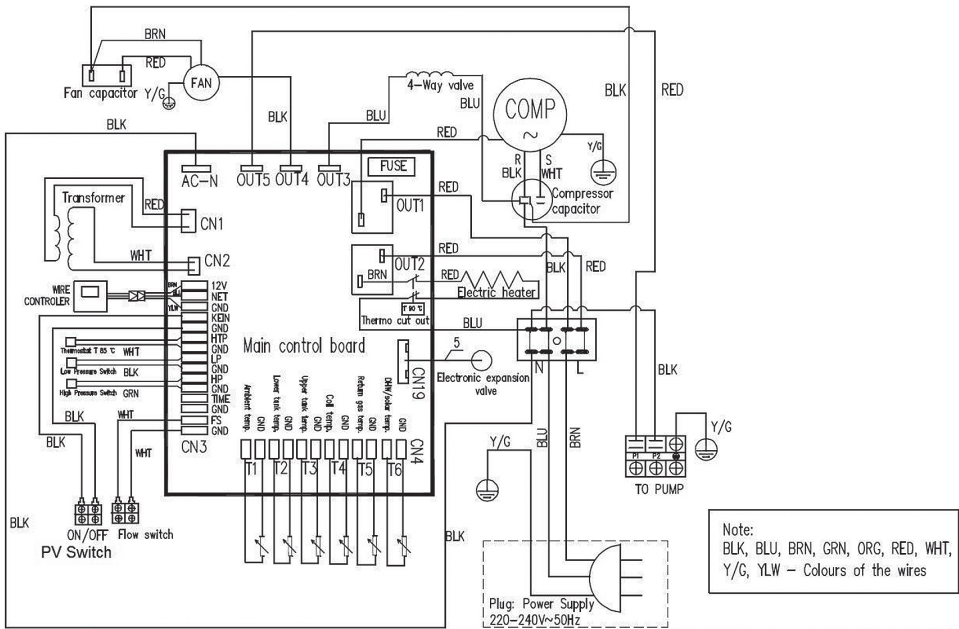 BRN
RED
Fan capacitor
Y/G
FAN
BLK
BLK
4-Way valve
BLU
BLU
COMP
~
RED
BLK
RED
Y/G
R
S
BLK
WHT
Compressor
capacitor
AC-N
OUT5
OUT4
OUT3
FUSE
Transformer
RED
CN1
OUT1
RED
WHT
CN2
OUT2
RED
BRN
RED
Electric heater
BLK
RED
T 90 ℃
Thermo cut out
BLU
WIRE
CONTROLER
BRN
BLU
YLW
12V
NET
GND
KEIN
GND
HTP
GND
LP
GND
HP
GND
TIME
GND
FS
GND
CN3
Thermostat T 85 ℃
WHT
Low Pressure Switch
BLK
High Pressure Switch
GRN
Main control board
5
Electronic expansion
valve
CN19
N
L
BLK
Ambient temp.
GND
Lower tank temp.
GND
Upper tank temp.
GND
Coil temp.
GND
Return gas temp.
GND
DHW/solar temp.
GND
CN4
T1
T2
T3
T4
T5
T6
BLK
BLK
WHT
WHT
BLU
BRN
Y/G
Y/G
P1
P2
TO PUMP
BLK
ON/OFF
PV Switch
Flow switch
BLK
Plug: Power Supply
220-240V~50Hz
Note:
BLK, BLU, BRN, GRN, ORG, RED, WHT,
Y/G, YLW - Colours of the wires